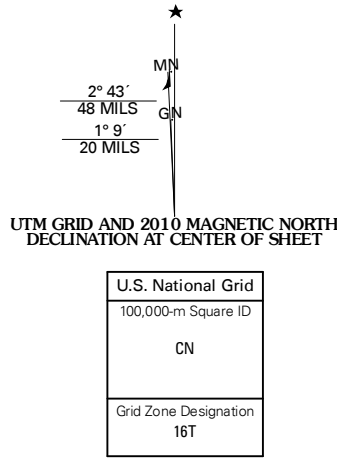 ★
MN
2° 43´
48 MILS
GN
1° 9´
20 MILS
UTM GRID AND 2010 MAGNETIC NORTH
DECLINATION AT CENTER OF SHEET
U.S. National Grid
100,000-m Square ID
CN
Grid Zone Designation
16T